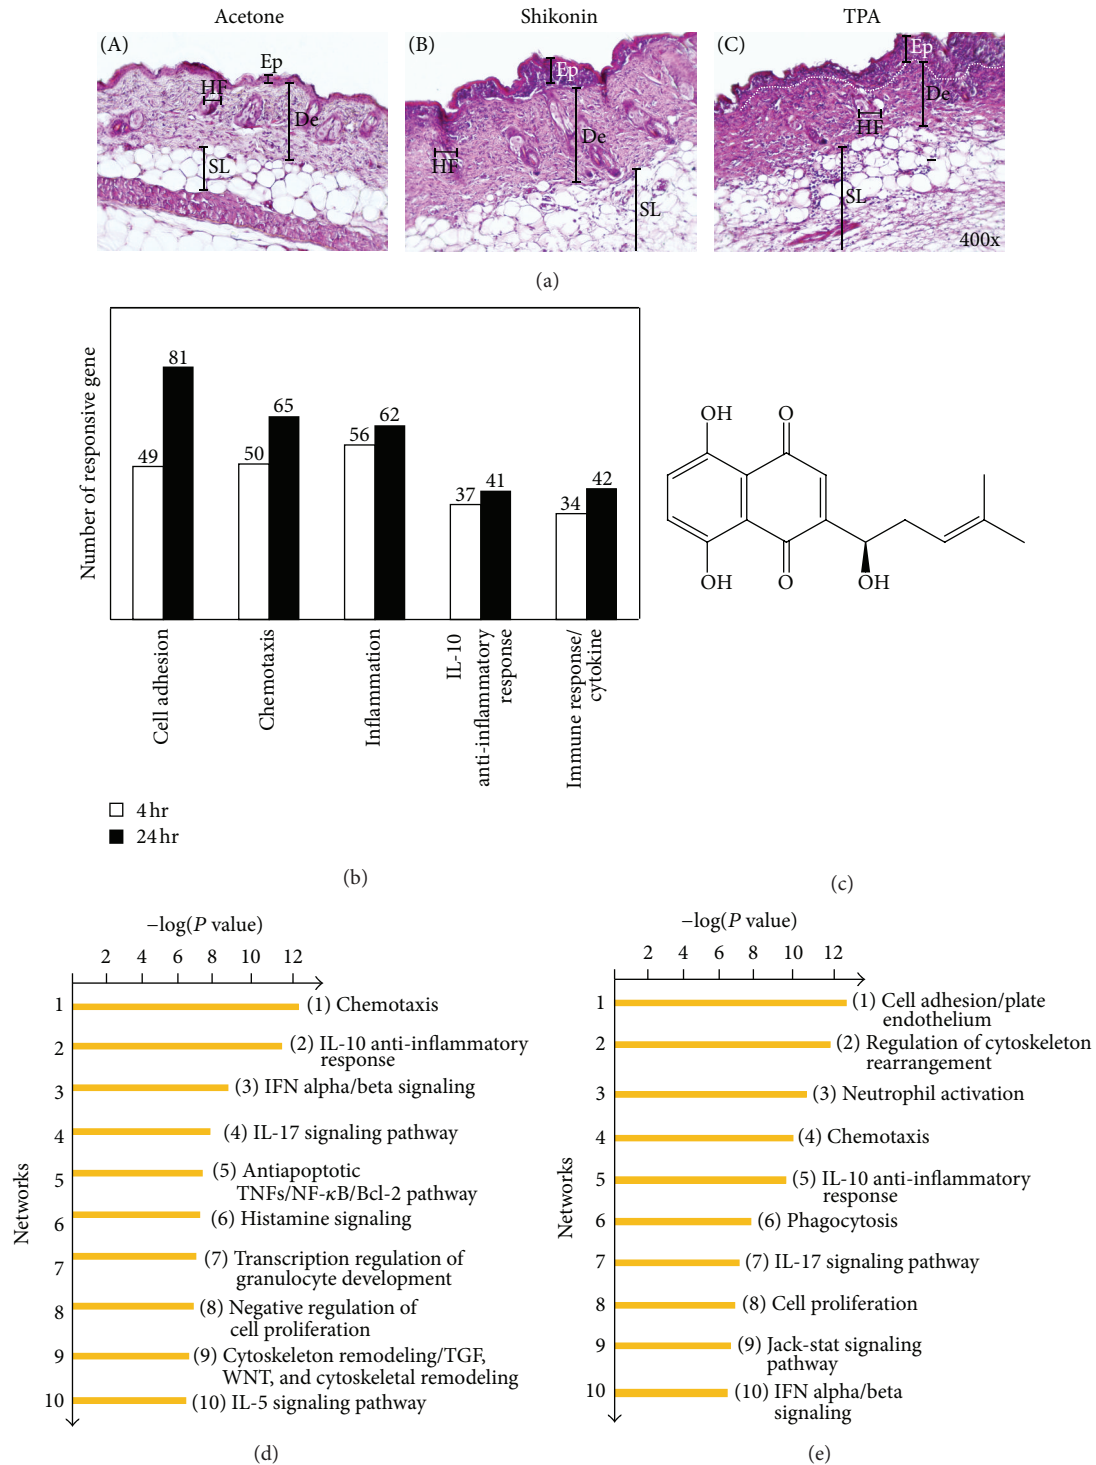 Acetone
Shikonin
TPA
(A)
Ep
HF
De
SL
(B)
Ep
De
HF
SL
(C)
Ep
De
HF
SL
400x
(a)
Number of responsive gene
49
81
50
65
56
62
37
41
34
42
Cell adhesion
Chemotaxis
Inflammation
IL-10
anti-inflammatory
response
Immune response/
cytokine
4 hr
24 hr
(b)
OH
O
OH
O
OH
(c)
−log(P value)
2 4 6 8 10 12
Networks
1 (1) Chemotaxis
2 (2) IL-10 anti-inflammatory
response
3 (3) IFN alpha/beta signaling
4 (4) IL-17 signaling pathway
5 (5) Antiapoptotic
TNFs/NF-κB/Bcl-2 pathway
6 (6) Histamine signaling
7 (7) Transcription regulation of
granulocyte development
8 (8) Negative regulation of
cell proliferation
9 (9) Cytoskeleton remodeling/TGF,
WNT, and cytoskeletal remodeling
10 (10) IL-5 signaling pathway
(d)
−log(P value)
2 4 6 8 10 12
Networks
1 (1) Cell adhesion/plate
endothelium
2 (2) Regulation of cytoskeleton
rearrangement
3 (3) Neutrophil activation
4 (4) Chemotaxis
5 (5) IL-10 anti-inflammatory
response
6 (6) Phagocytosis
7 (7) IL-17 signaling pathway
8 (8) Cell proliferation
9 (9) Jack-stat signaling
pathway
10 (10) IFN alpha/beta
signaling
(e)